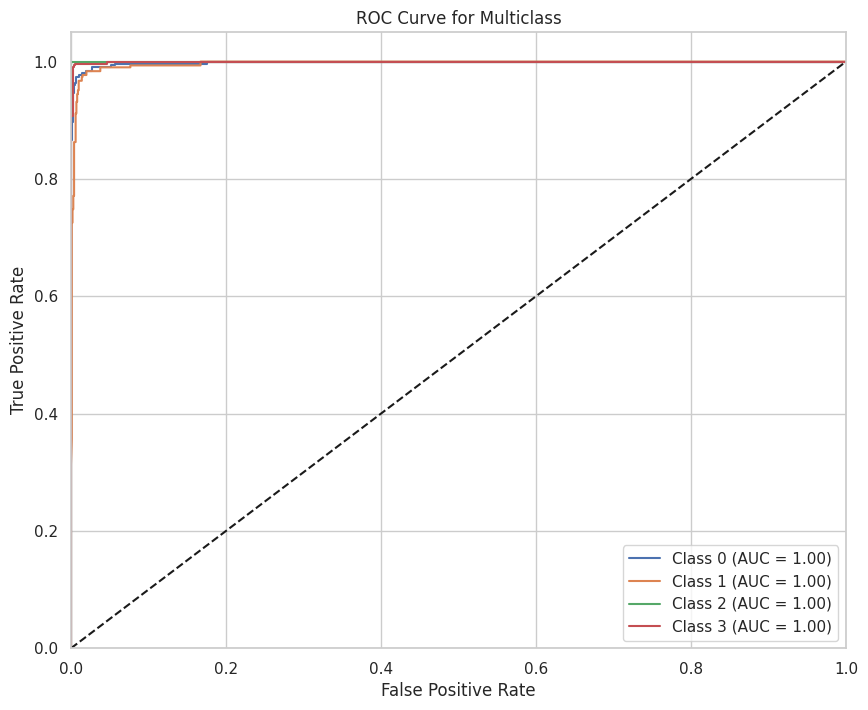 ROC Curve for Multiclass
True Positive Rate
1.0
0.8
0.6
0.4
0.2
0.0
0.0 0.2 0.4 0.6 0.8 1.0
False Positive Rate
Class 0 (AUC = 1.00)
Class 1 (AUC = 1.00)
Class 2 (AUC = 1.00)
Class 3 (AUC = 1.00)